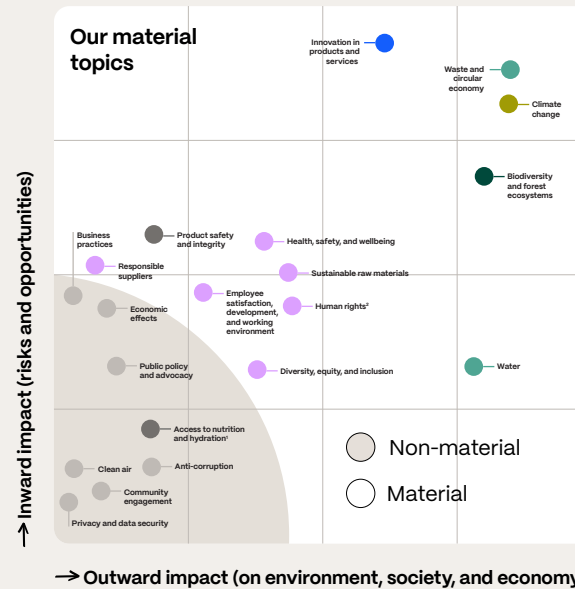 Our material
topics
Innovation in
products and
services
Waste and
circular
economy
Climate
change
Biodiversity
and forest
ecosystems
Business
practices
Product safety
and integrity
Health, safety, and wellbeing
Responsible
suppliers
Sustainable raw materials
Employee
satisfaction,
development,
and working
environment
Human rights²
Economic
effects
Public policy
and advocacy
Diversity, equity, and inclusion
Water
Access to nutrition
and hydration¹
Clean air
Anti-corruption
Community
engagement
Privacy and data security
Non-material
Material
→ Inward impact (risks and opportunities)
→ Outward impact (on environment, society, and economy